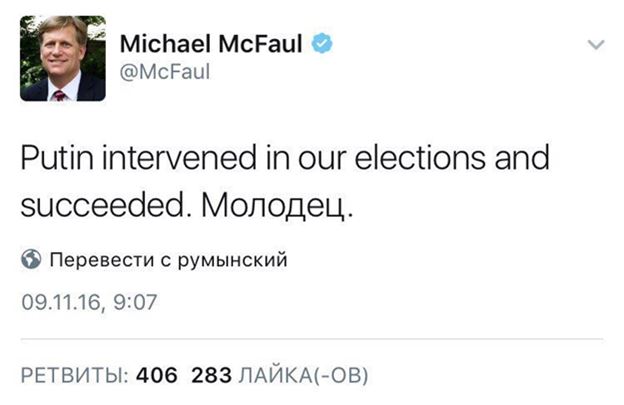 Michael McFaul
@McFaul
Putin intervened in our elections and
succeeded. Молодец.
Перевести с румынский
09.11.16, 9:07
РЕТВИТЫ: 406 283 ЛАЙКА(-ОВ)